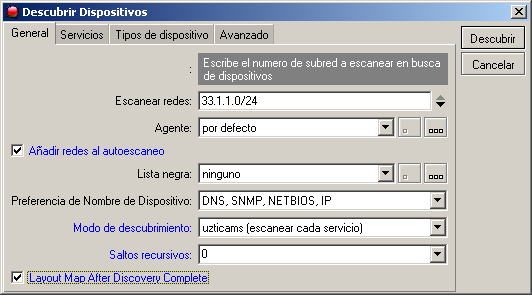 Descubrir Dispositivos
General Servicios Tipos de dispositivo Avanzado
Descubrir
Cancelar
: Escribe el numero de subred a escanear en busca
de dispositivos
Escanear redes: 33.1.1.0/24
Agente: por defecto
Añadir redes al autoescaneo
Lista negra: ninguno
Preferencia de Nombre de Dispositivo: DNS, SNMP, NETBIOS, IP
Modo de descubrimiento: uzticams (escanear cada servicio)
Saltos recursivos: 0
Layout Map After Discovery Complete